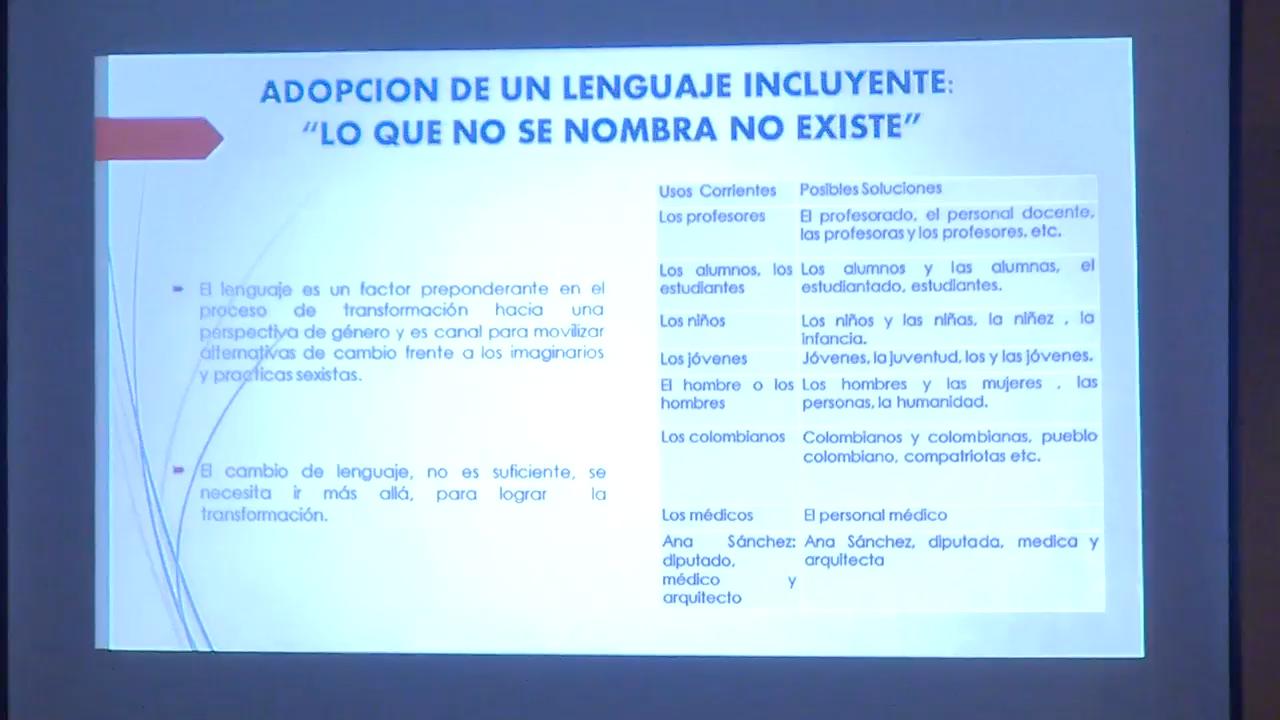 ADOPCION DE UN LENGUAJE INCLUYENTE:
“LO QUE NO SE NOMBRA NO EXISTE”
El lenguaje es un factor preponderante en el
proceso de transformación hacia una
perspectiva de género y es canal para movilizar
alternativas de cambio frente a los imaginarios
y practicas sexistas.
El cambio de lenguaje, no es suficiente, se
necesita ir más allá, para lograr la
transformación.
Usos Corrientes Posibles Soluciones
Los profesores El profesorado, el personal docente,
las profesoras y los profesores, etc.
Los alumnos, los Los alumnos y las alumnas, el
estudiantes estudiantado, estudiantes.
Los niños Los niños y las niñas, la niñez , la
infancia.
Los jóvenes Jóvenes, la juventud, los y las jóvenes.
El hombre o los Los hombres y las mujeres , las
hombres personas, la humanidad.
Los colombianos Colombianos y colombianas, pueblo
colombiano, compatriotas etc.
Los médicos El personal médico
Ana Sánchez: Ana Sánchez, diputada, medica y
diputado, arquitecta
médico y
arquitecto